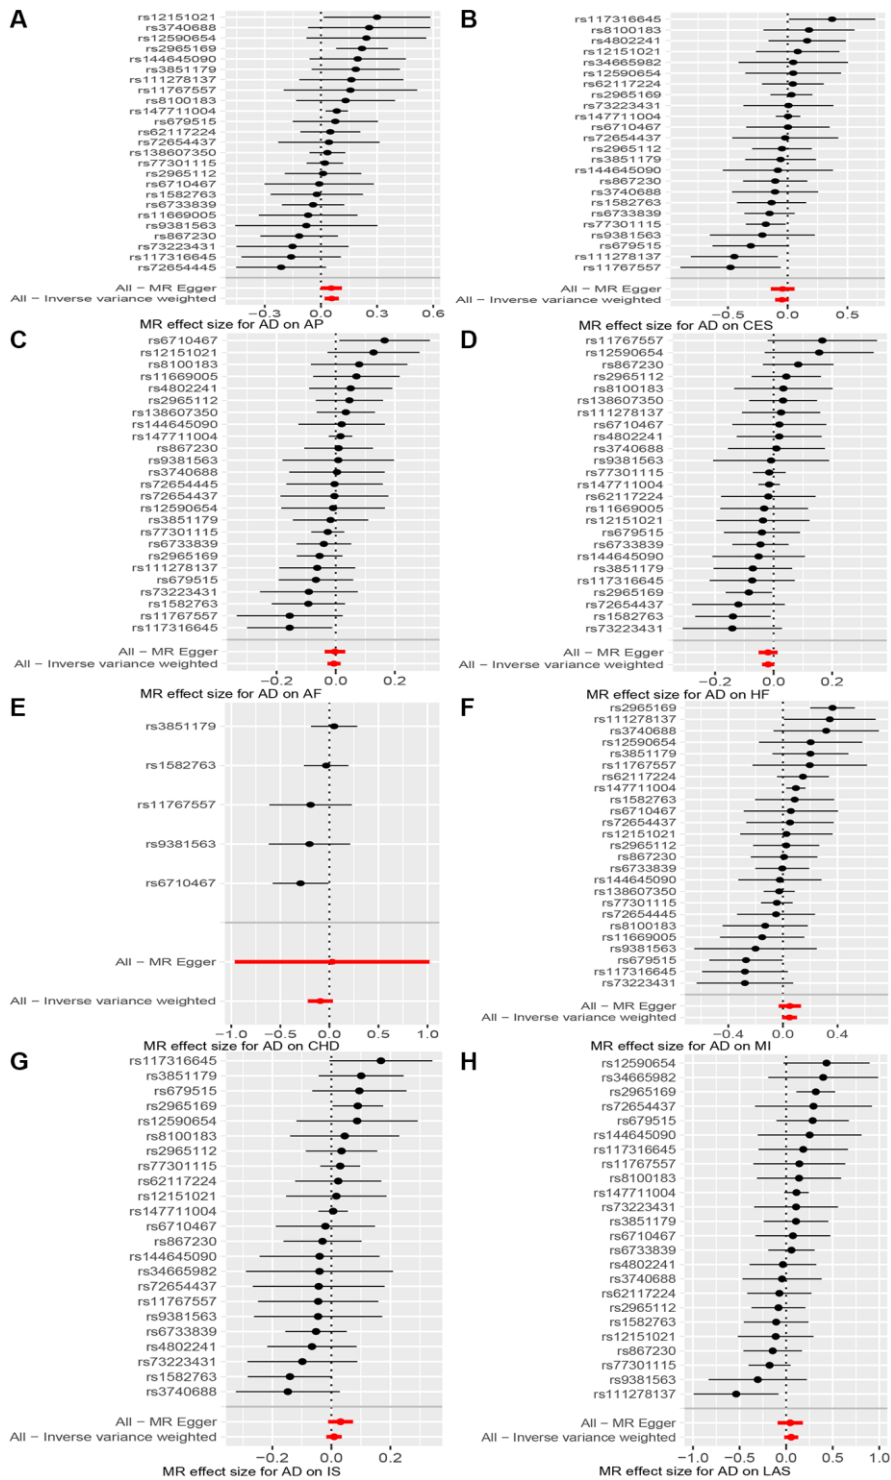 A
rs12151021
rs3740688
rs12590654
rs2965169
rs144645090
rs3851179
rs111278137
rs11767557
rs8100183
rs147711004
rs679515
rs62117224
rs72654437
rs138607350
rs77301115
rs2965112
rs6710467
rs1582763
rs6733839
rs11669005
rs9381563
rs867230
rs73223431
rs117316645
rs72654445
All − MR Egger
All − Inverse variance weighted
−0.3 0.0 0.3 0.6
MR effect size for AD on AP
B
rs117316645
rs8100183
rs4802241
rs12151021
rs34665982
rs12590654
rs62117224
rs2965169
rs73223431
rs147711004
rs6710467
rs72654437
rs2965112
rs3851179
rs144645090
rs867230
rs3740688
rs1582763
rs6733839
rs77301115
rs9381563
rs679515
rs111278137
rs11767557
All − MR Egger
All − Inverse variance weighted
−0.5 0.0 0.5
MR effect size for AD on CES
C
rs6710467
rs12151021
rs8100183
rs11669005
rs4802241
rs2965112
rs138607350
rs144645090
rs147711004
rs867230
rs9381563
rs3740688
rs72654445
rs72654437
rs12590654
rs3851179
rs77301115
rs6733839
rs2965169
rs111278137
rs679515
rs73223431
rs1582763
rs11767557
rs117316645
All − MR Egger
All − Inverse variance weighted
−0.2 0.0 0.2
MR effect size for AD on AF
D
rs11767557
rs12590654
rs867230
rs2965112
rs8100183
rs138607350
rs111278137
rs6710467
rs4802241
rs3740688
rs9381563
rs77301115
rs147711004
rs62117224
rs11669005
rs12151021
rs679515
rs6733839
rs144645090
rs3851179
rs117316645
rs2965169
rs72654437
rs1582763
rs73223431
All − MR Egger
All − Inverse variance weighted
−0.2 0.0 0.2
MR effect size for AD on HF
E
rs3851179
rs1582763
rs11767557
rs9381563
rs6710467
All − MR Egger
All − Inverse variance weighted
−1.0 −0.5 0.0 0.5 1.0
MR effect size for AD on CHD
F
rs2965169
rs111278137
rs3740688
rs12590654
rs3851179
rs11767557
rs62117224
rs147711004
rs1582763
rs6710467
rs72654437
rs12151021
rs2965112
rs867230
rs6733839
rs144645090
rs138607350
rs77301115
rs72654445
rs8100183
rs11669005
rs9381563
rs679515
rs117316645
rs73223431
All − MR Egger
All − Inverse variance weighted
−0.4 0.0 0.4
MR effect size for AD on MI
G
rs117316645
rs3851179
rs679515
rs2965169
rs12590654
rs8100183
rs2965112
rs77301115
rs62117224
rs12151021
rs147711004
rs6710467
rs867230
rs144645090
rs34665982
rs72654437
rs11767557
rs9381563
rs6733839
rs4802241
rs73223431
rs1582763
rs3740688
All − MR Egger
All − Inverse variance weighted
−0.2 0.0 0.2
MR effect size for AD on IS
H
rs12590654
rs34665982
rs2965169
rs72654437
rs679515
rs144645090
rs117316645
rs11767557
rs8100183
rs147711004
rs73223431
rs3851179
rs6710467
rs6733839
rs4802241
rs3740688
rs62117224
rs2965112
rs1582763
rs12151021
rs867230
rs77301115
rs9381563
rs111278137
All − MR Egger
All − Inverse variance weighted
−1.0 −0.5 0.0 0.5 1.0
MR effect size for AD on LAS